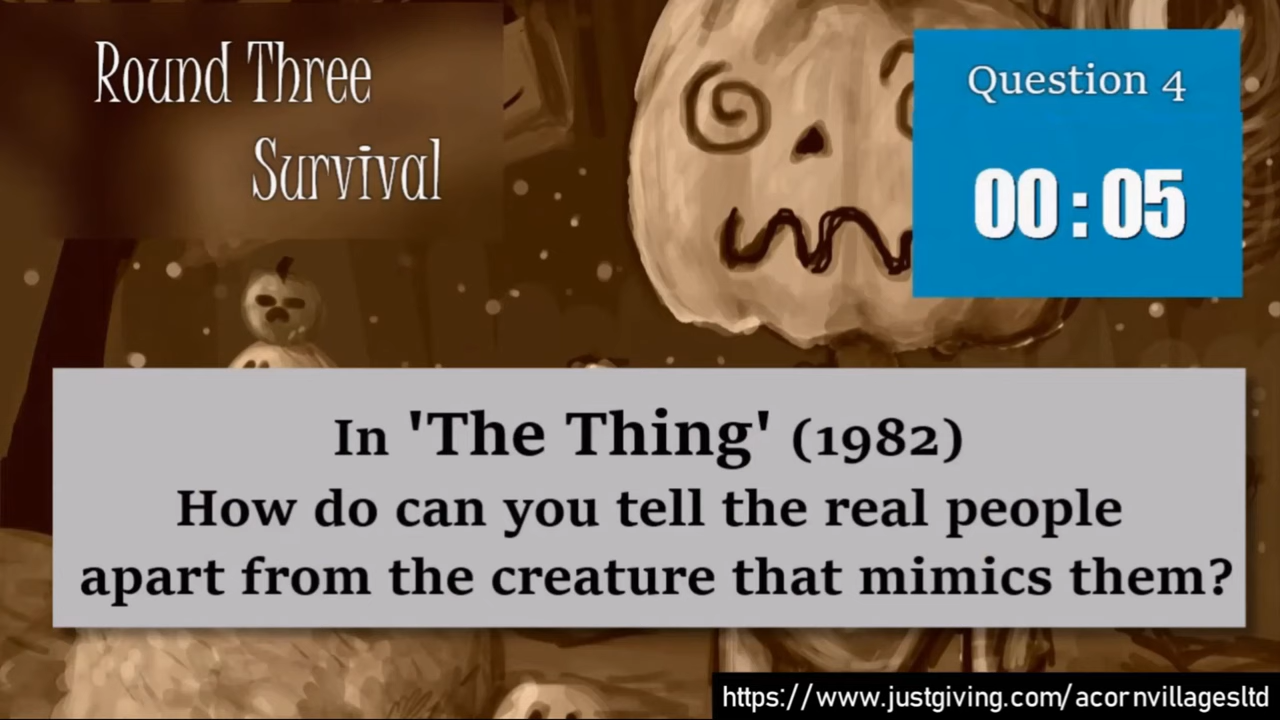 Round Three
Survival
Question 4
00:05
In 'The Thing' (1982)
How do can you tell the real people
apart from the creature that mimics them?
https://www.justgiving.com/acornvillagesltd